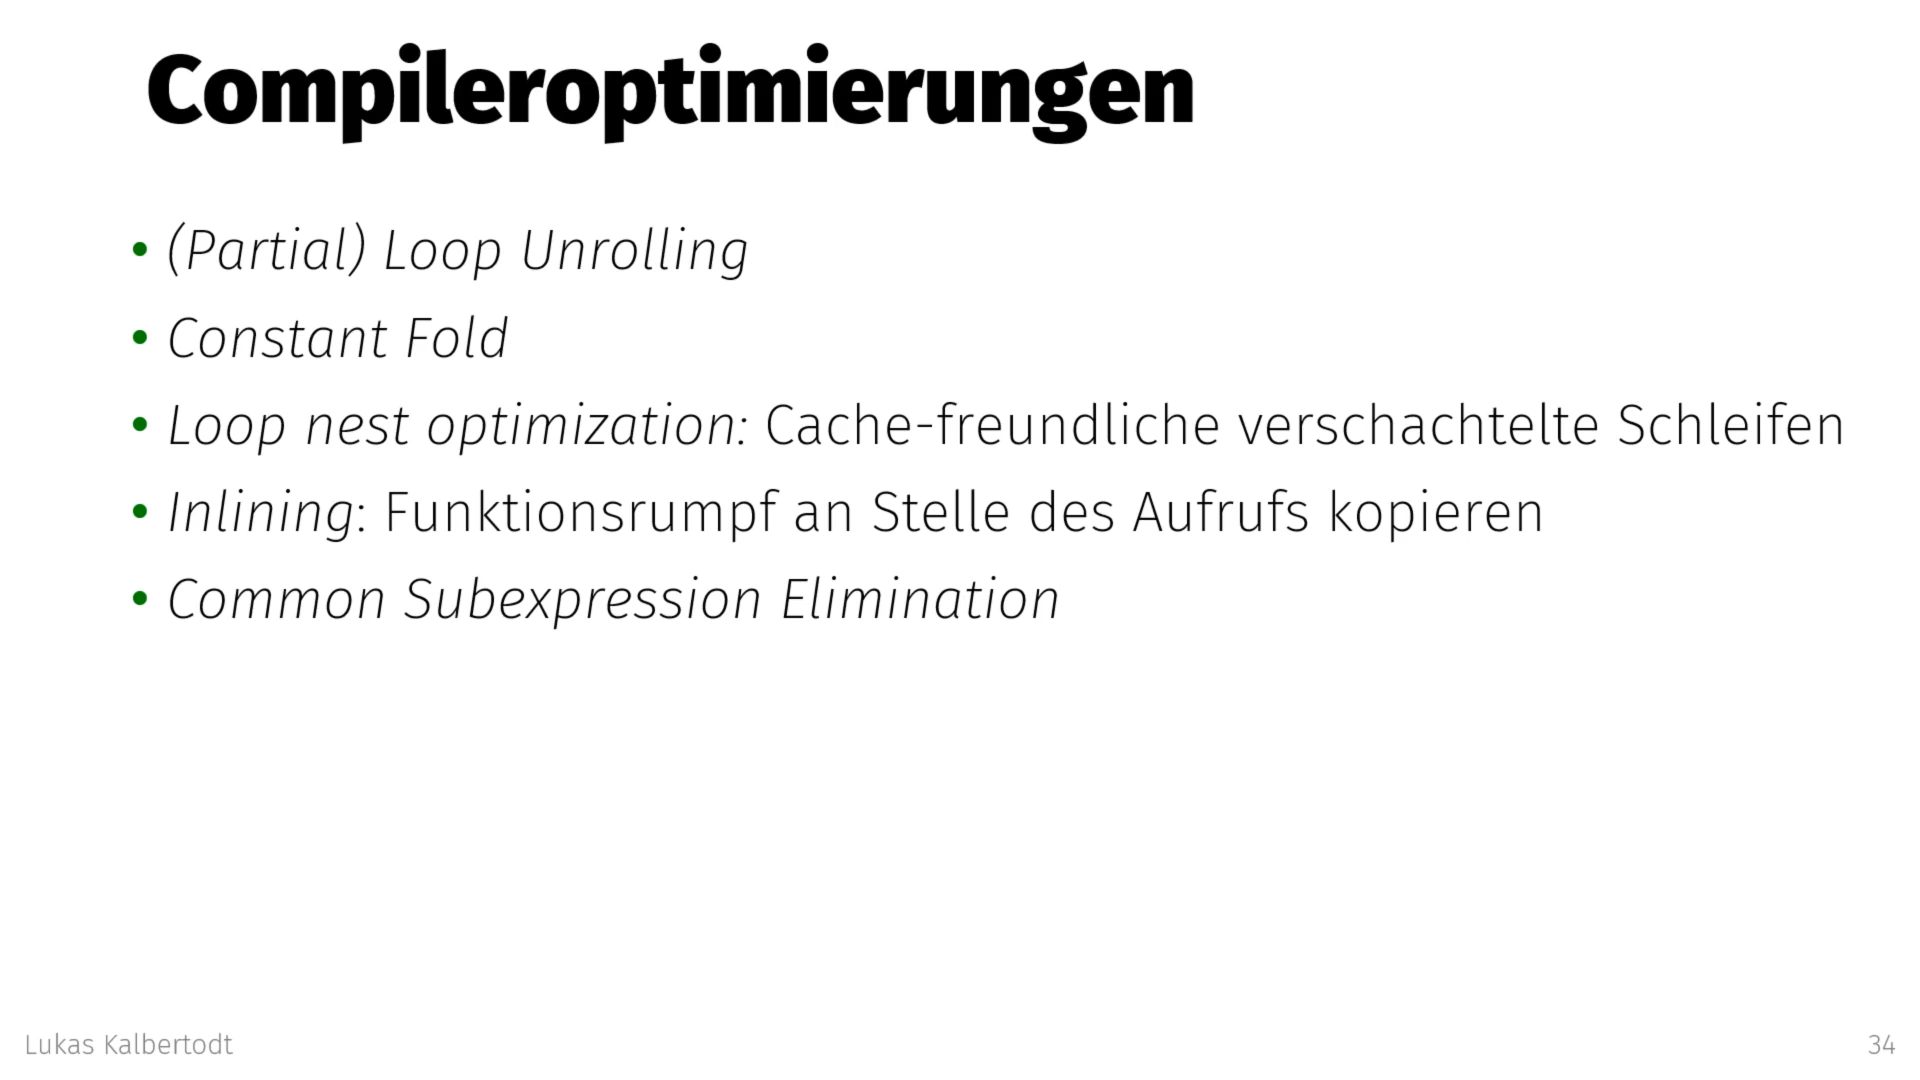 Compileroptimierungen
• (Partial) Loop Unrolling
• Constant Fold
• Loop nest optimization: Cache-freundliche verschachtelte Schleifen
• Inlining: Funktionsrumpf an Stelle des Aufrufs kopieren
• Common Subexpression Elimination
Lukas Kalbertodt
34